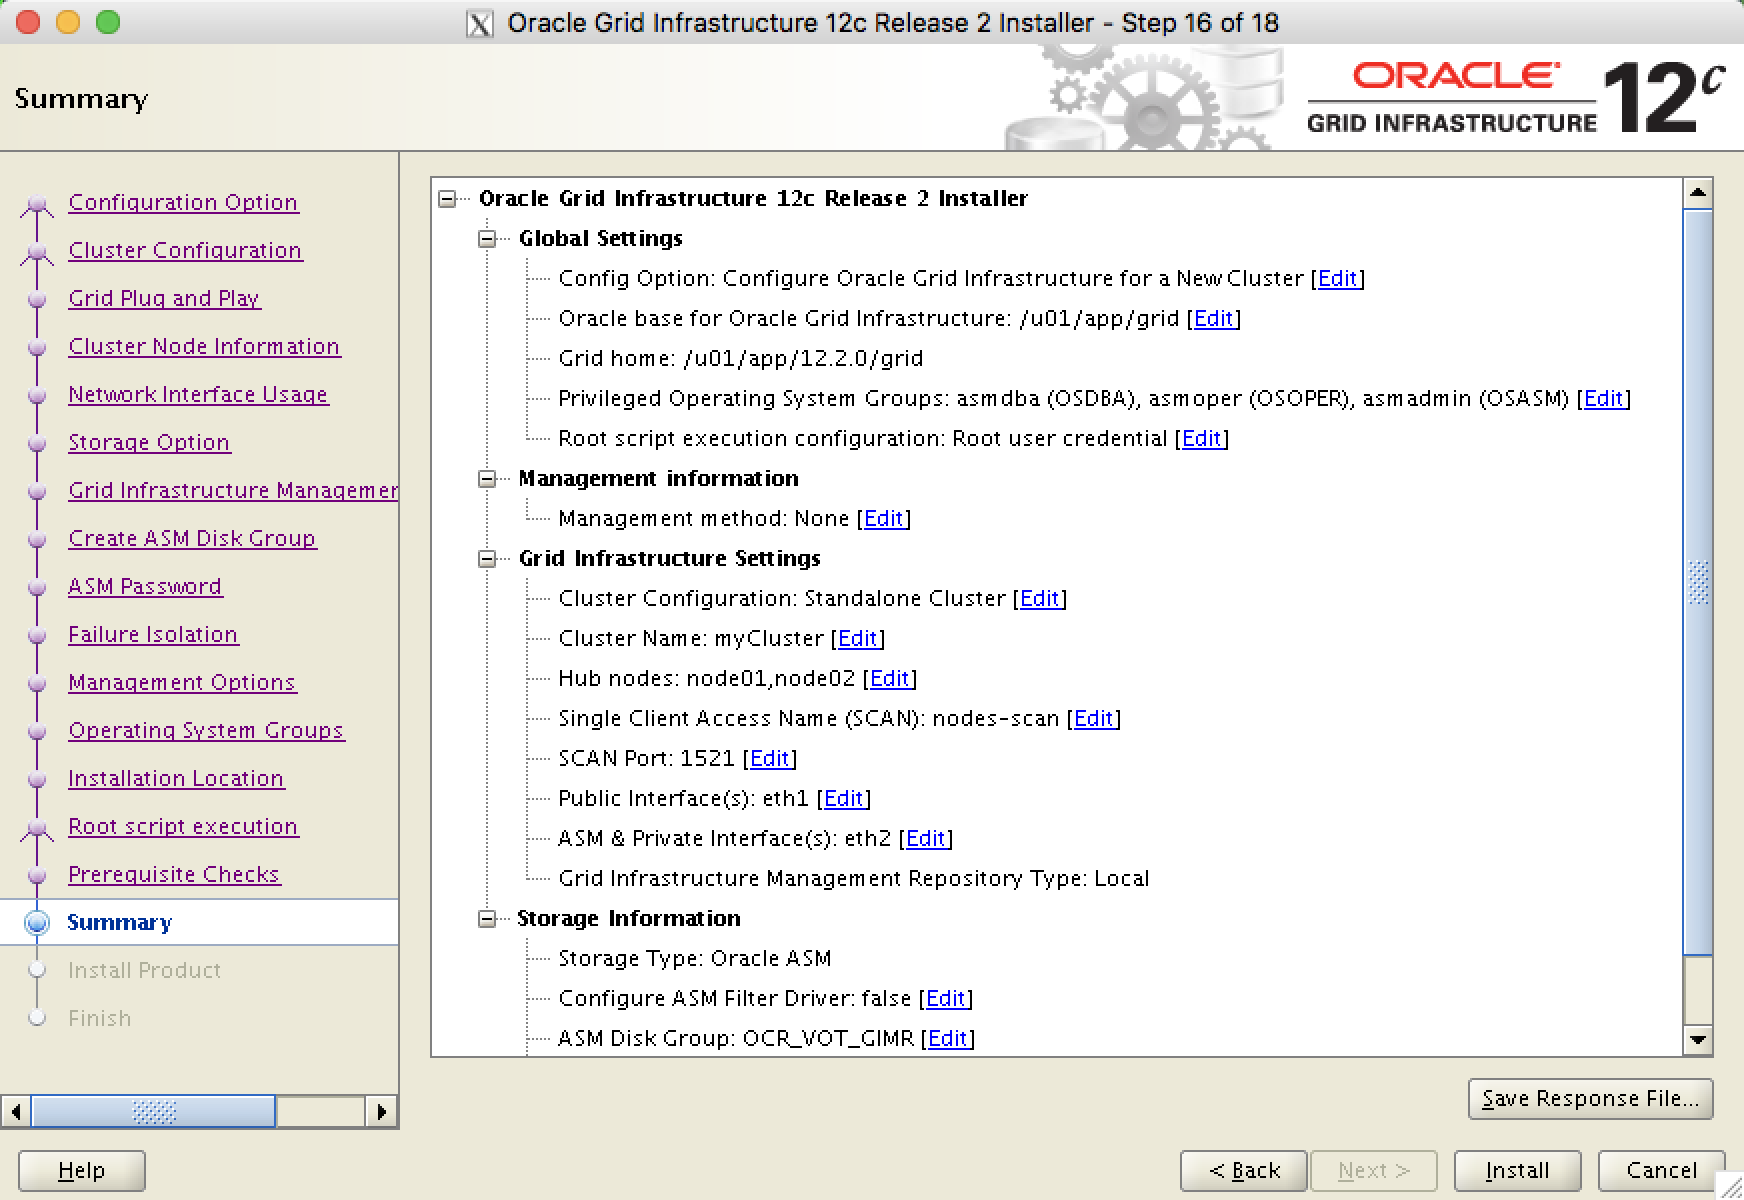 Oracle Grid Infrastructure 12c Release 2 Installer - Step 16 of 18
Summary
ORACLE
GRID INFRASTRUCTURE
12c
Configuration Option
Cluster Configuration
Grid Plug and Play
Cluster Node Information
Network Interface Usage
Storage Option
Grid Infrastructure Managemer
Create ASM Disk Group
ASM Password
Failure Isolation
Management Options
Operating System Groups
Installation Location
Root script execution
Prerequisite Checks
Summary
Install Product
Finish
Oracle Grid Infrastructure 12c Release 2 Installer
Global Settings
Config Option: Configure Oracle Grid Infrastructure for a New Cluster [Edit]
Oracle base for Oracle Grid Infrastructure: /u01/app/grid [Edit]
Grid home: /u01/app/12.2.0/grid
Privileged Operating System Groups: asmdba (OSDBA), asmoper (OSOPER), asmadmin (OSASM) [Edit]
Root script execution configuration: Root user credential [Edit]
Management information
Management method: None [Edit]
Grid Infrastructure Settings
Cluster Configuration: Standalone Cluster [Edit]
Cluster Name: myCluster [Edit]
Hub nodes: node01,node02 [Edit]
Single Client Access Name (SCAN): nodes-scan [Edit]
SCAN Port: 1521 [Edit]
Public Interface(s): eth1 [Edit]
ASM & Private Interface(s): eth2 [Edit]
Grid Infrastructure Management Repository Type: Local
Storage Information
Storage Type: Oracle ASM
Configure ASM Filter Driver: false [Edit]
ASM Disk Group: OCR_VOT_GIMR [Edit]
Save Response File...
Help
< Back
Next >
Install
Cancel